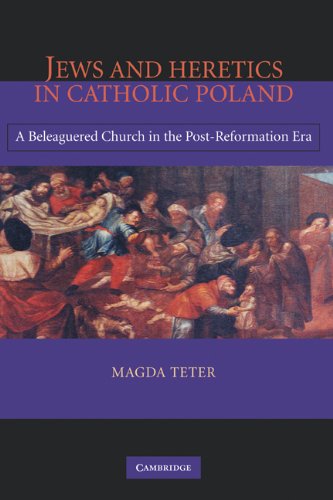 JEWS AND HERETICS
IN CATHOLIC POLAND
A Beleaguered Church in the Post-Reformation Era
MAGDA TETER
CAMBRIDGE